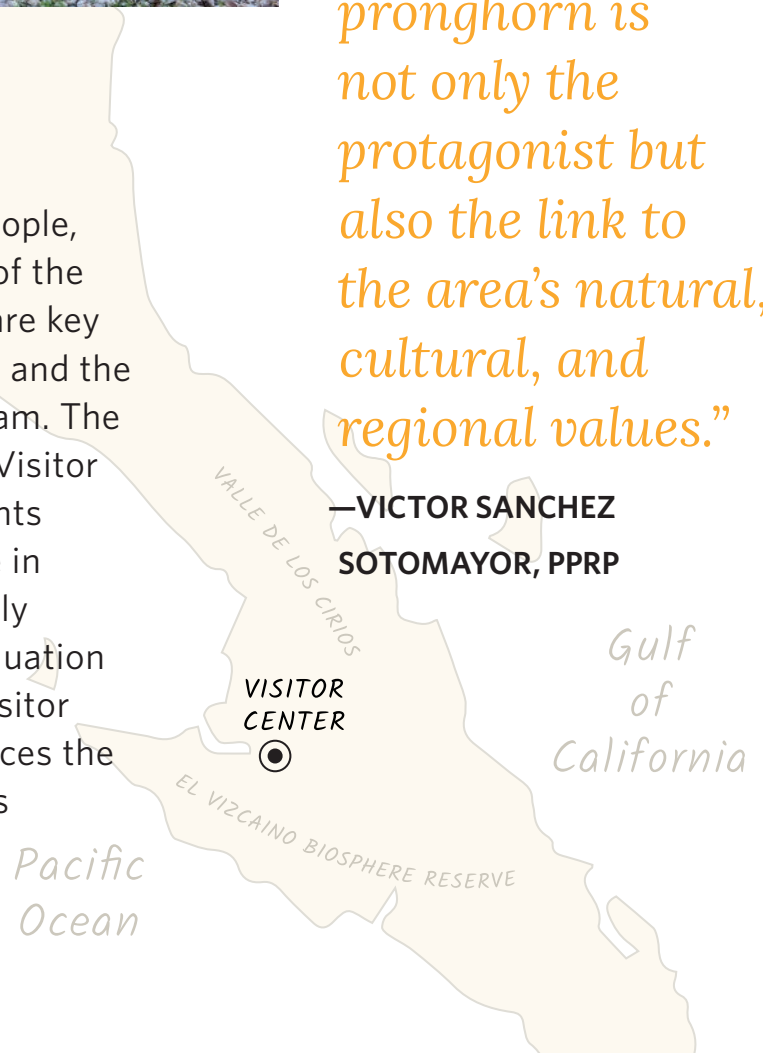 pronghorn is
not only the
protagonist but
also the link to
the area’s natural,
cultural, and
regional values.”
—VICTOR SANCHEZ
SOTOMAYOR, PPRP
ople,
of the
are key
and the
am. The
Visitor
nts
in
ly
uation
sitor
ces the
s
VALLE DE LOS CIRIOS
VISITOR
CENTER
EL VIZCAINO BIOSPHERE RESERVE
Gulf
of
California
Pacific
Ocean